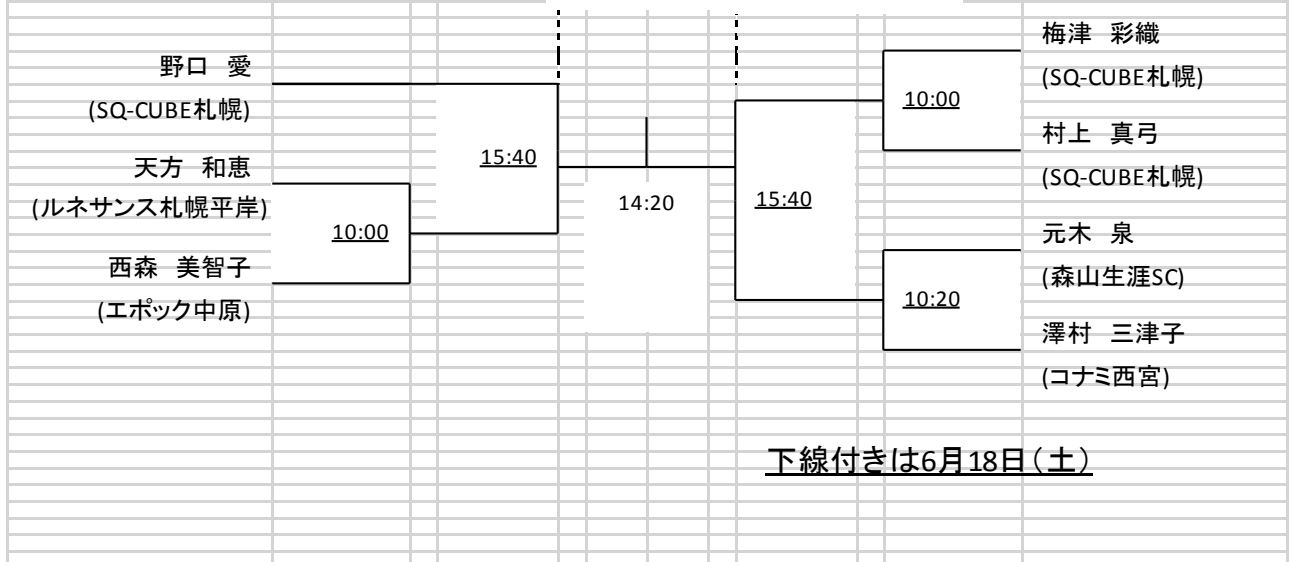 野口　愛
(SQ-CUBE札幌)
天方　和恵
(ルネサンス札幌平岸)
西森　美智子
(エポック中原)
10:00
15:40
14:20
15:40
10:00
10:20
梅津　彩織
(SQ-CUBE札幌)
村上　真弓
(SQ-CUBE札幌)
元木　泉
(森山生涯SC)
澤村　三津子
(コナミ西宮)
下線付きは6月18日（土）